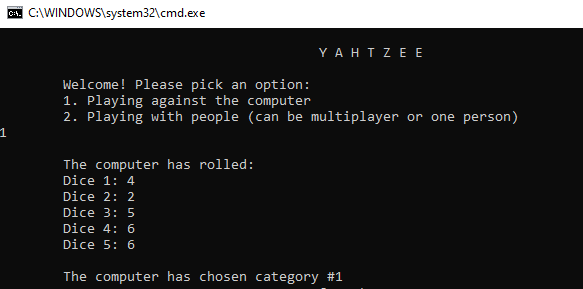 C:\WINDOWS\system32\cmd.exe
Y A H T Z E E
Welcome! Please pick an option:
1. Playing against the computer
2. Playing with people (can be multiplayer or one person)
1
The computer has rolled:
Dice 1: 4
Dice 2: 2
Dice 3: 5
Dice 4: 6
Dice 5: 6
The computer has chosen category #1